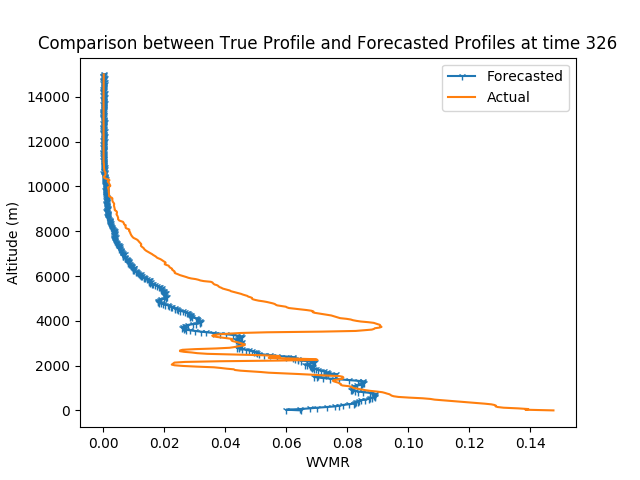 Comparison between True Profile and Forecasted Profiles at time 326
Forecasted
Actual
14000
12000
10000
8000
6000
4000
2000
0
Altitude (m)
0.00 0.02 0.04 0.06 0.08 0.10 0.12 0.14
WVMR